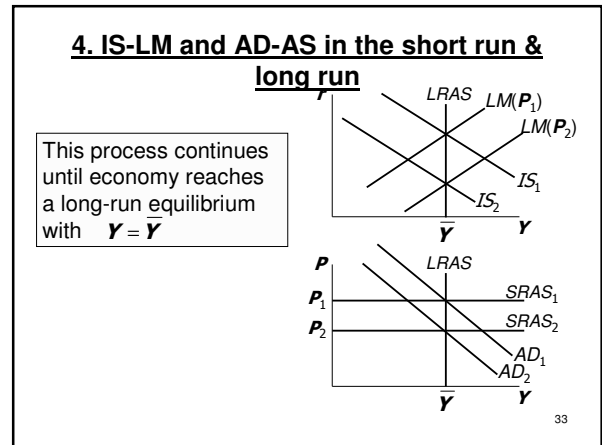 4. IS-LM and AD-AS in the short run &
long run
This process continues
until economy reaches
a long-run equilibrium
with Y = Y̅
r
LRAS
LM(P₁)
LM(P₂)
IS₁
IS₂
Y̅
Y
P
LRAS
P₁
SRAS₁
P₂
SRAS₂
AD₁
AD₂
Y̅
Y
33